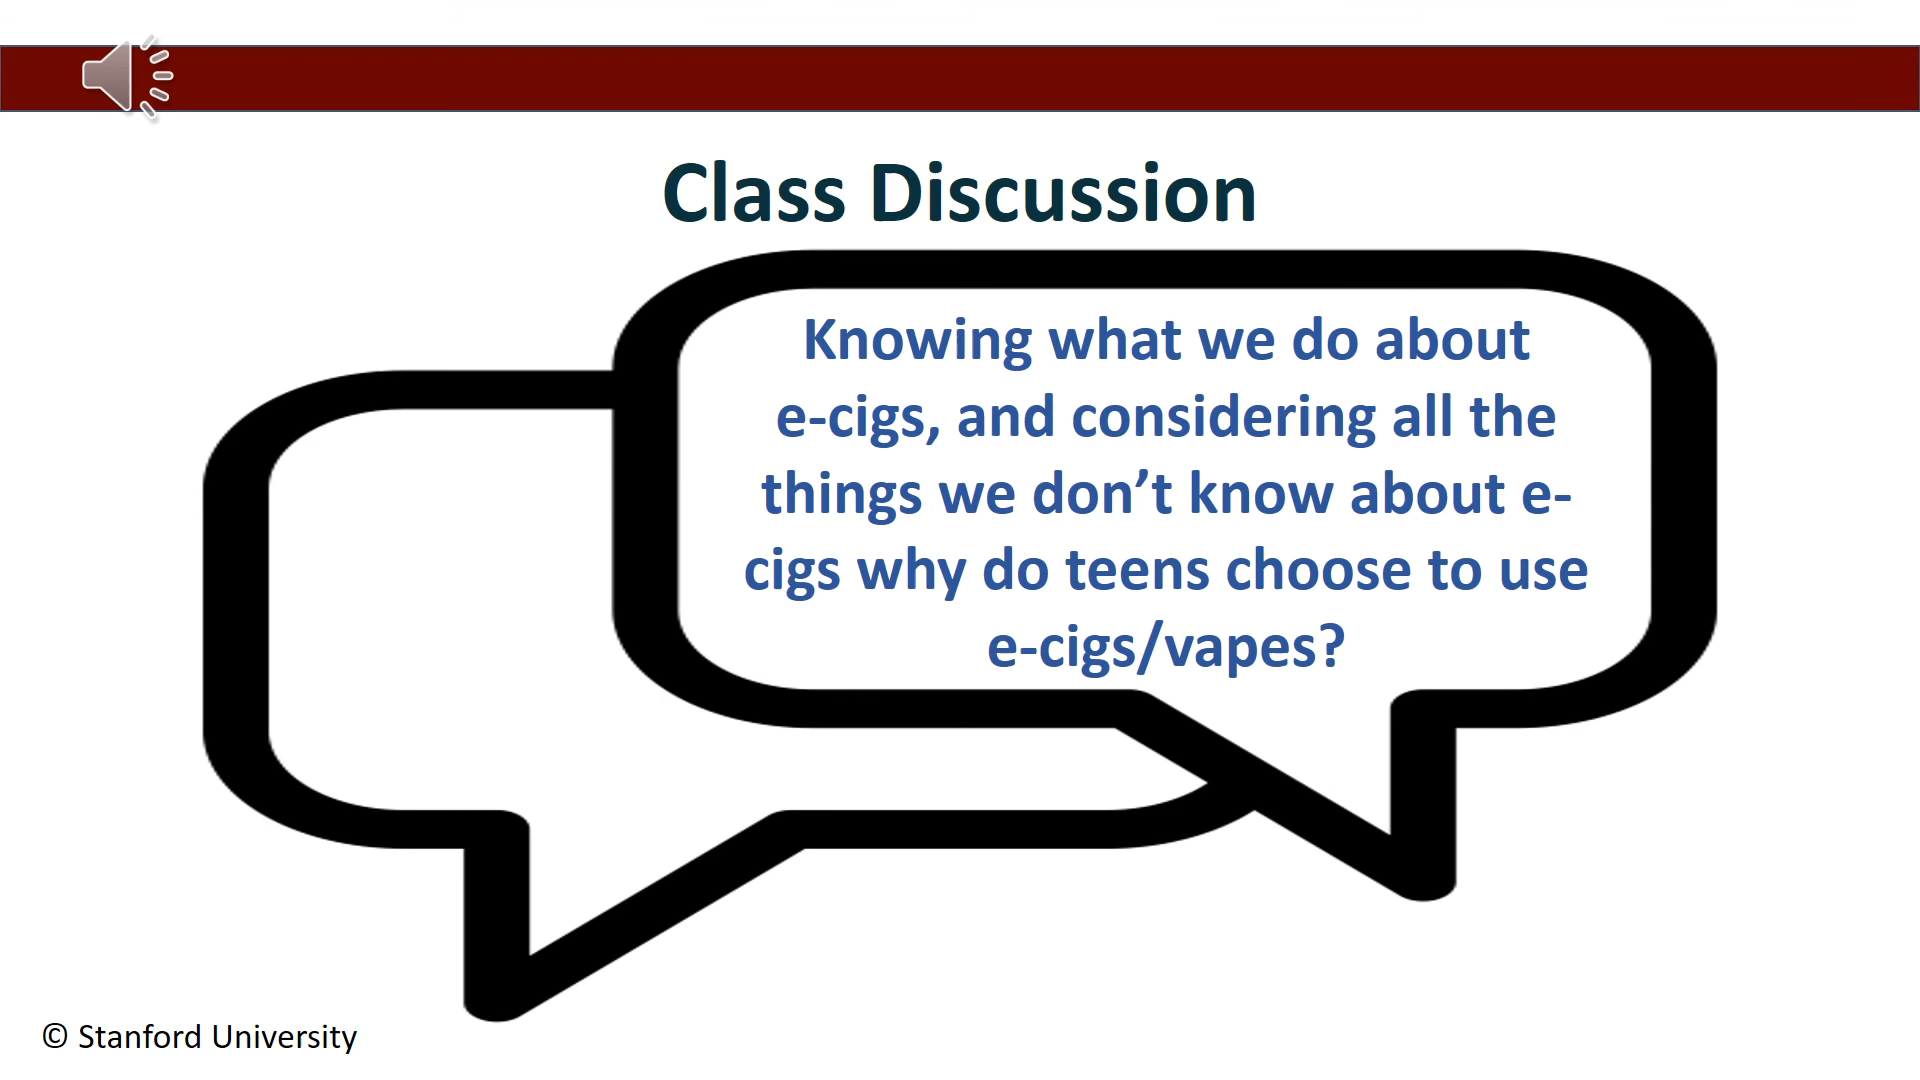 Class Discussion
Knowing what we do about
e-cigs, and considering all the
things we don’t know about e-
cigs why do teens choose to use
e-cigs/vapes?
© Stanford University